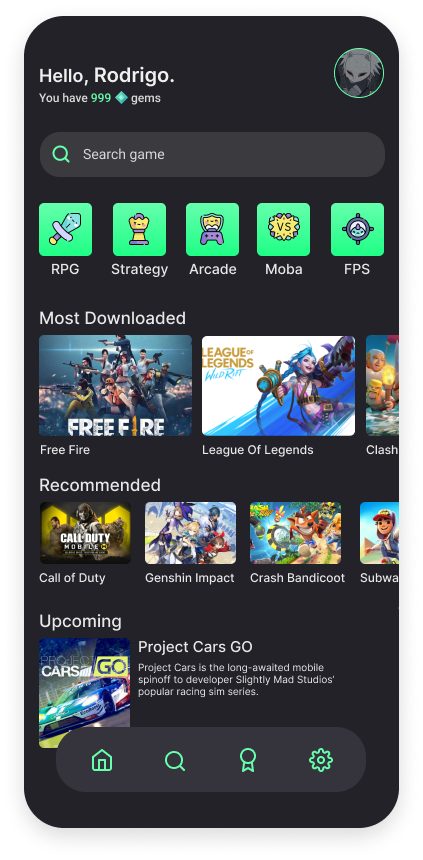 Hello, Rodrigo.
You have 999 gems
Search game
VS
RPG Strategy Arcade Moba FPS
Most Downloaded
FREE FIRE
LEAGUE OF
LEGENDS
WILD RIFT
Free Fire League Of Legends Clash
Recommended
CALL OF DUTY
MOBILE
Call of Duty Genshin Impact Crash Bandicoot Subwa
Upcoming
PROJECT
CARS GO
Project Cars GO
Project Cars is the long-awaited mobile
spinoff to developer Slightly Mad Studios'
popular racing sim series.